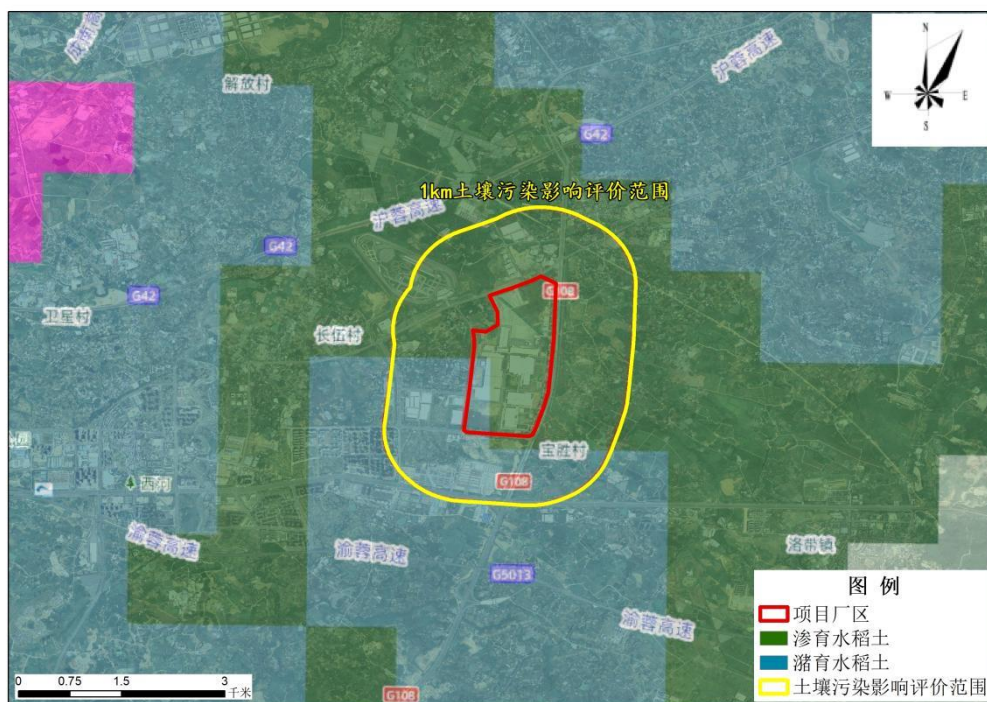 成南高
解放村
沪蓉高速
G42
N
W
E
S
1km土壤污染影响评价范围
沪蓉高速
G42
G42
卫星村
长伍村
G108
宝胜村
G108
西河
渝蓉高速
渝蓉高速
洛带镇
G5013
渝蓉高速
G108
图 例
项目厂区
渗育水稻土
潴育水稻土
土壤污染影响评价范围
0 0.75 1.5 3
千米